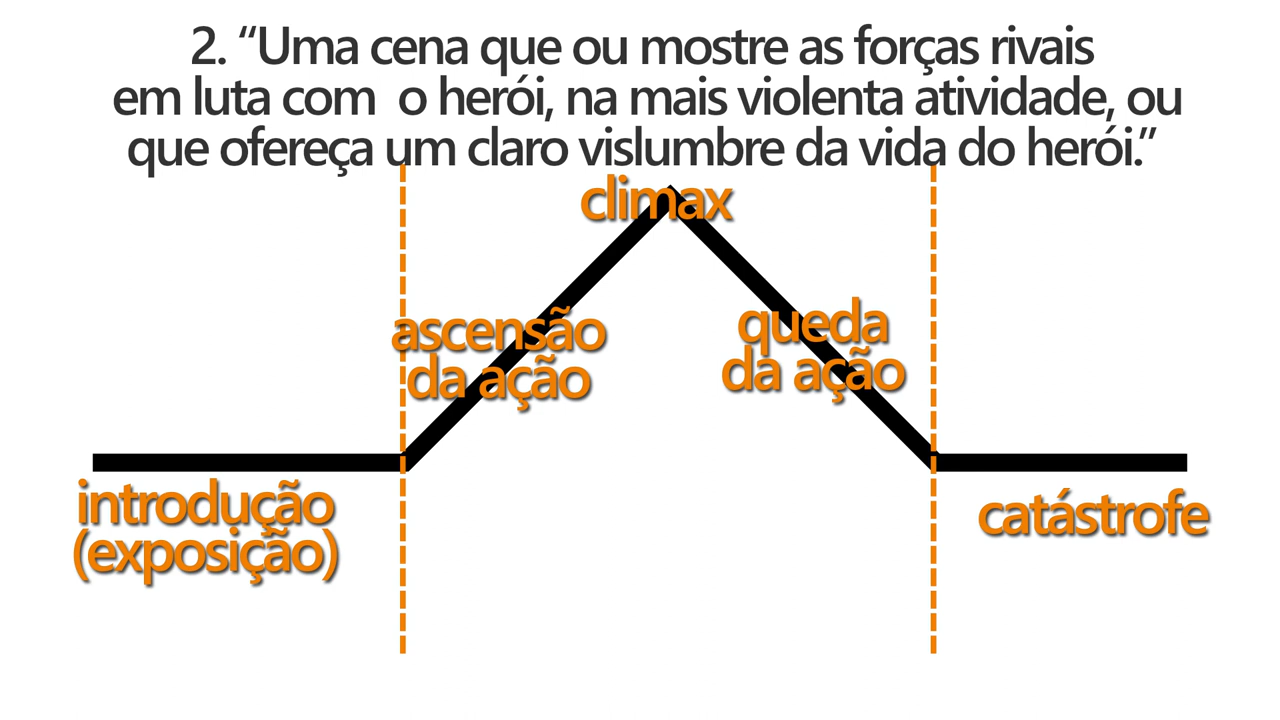 2. “Uma cena que ou mostre as forças rivais
em luta com  o herói, na mais violenta atividade, ou
que ofereça um claro vislumbre da vida do herói.”
climax
ascensão
da ação
queda
da ação
introdução
(exposição)
catástrofe